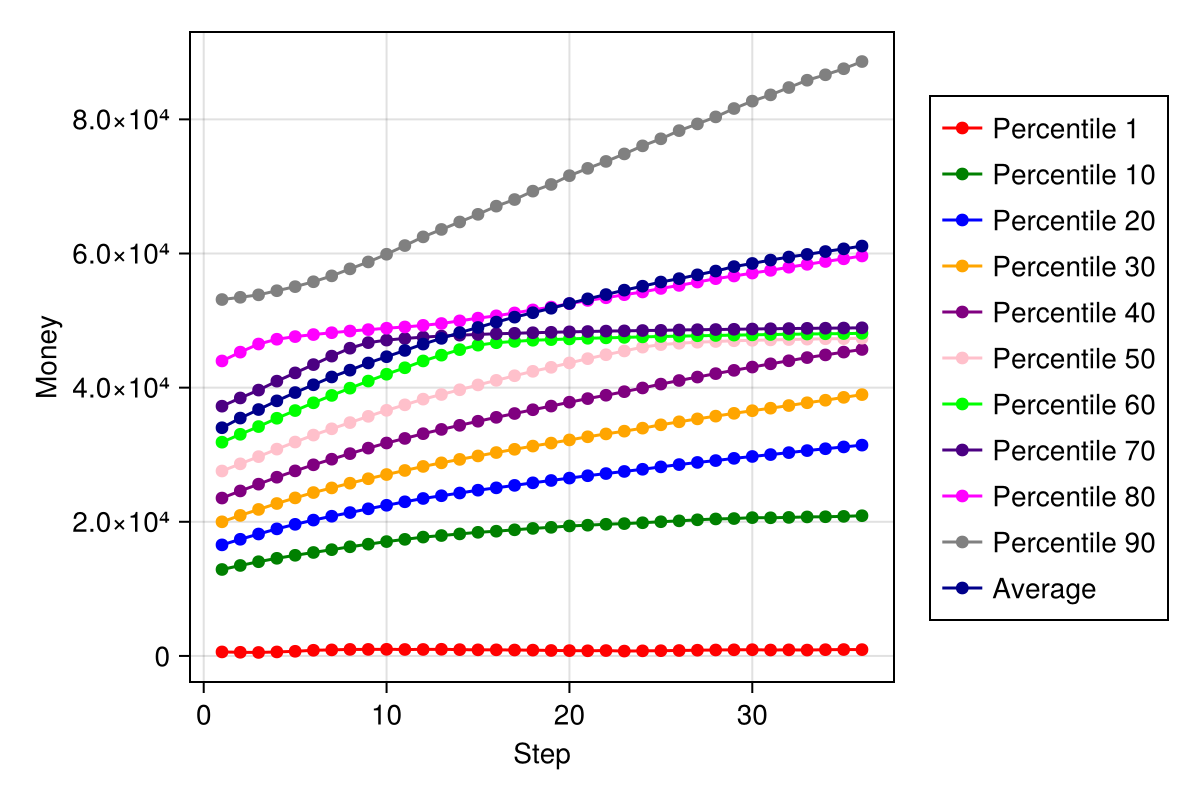 8.0×10⁴
6.0×10⁴
4.0×10⁴
2.0×10⁴
0
Money
0 10 20 30
Step
Percentile 1
Percentile 10
Percentile 20
Percentile 30
Percentile 40
Percentile 50
Percentile 60
Percentile 70
Percentile 80
Percentile 90
Average